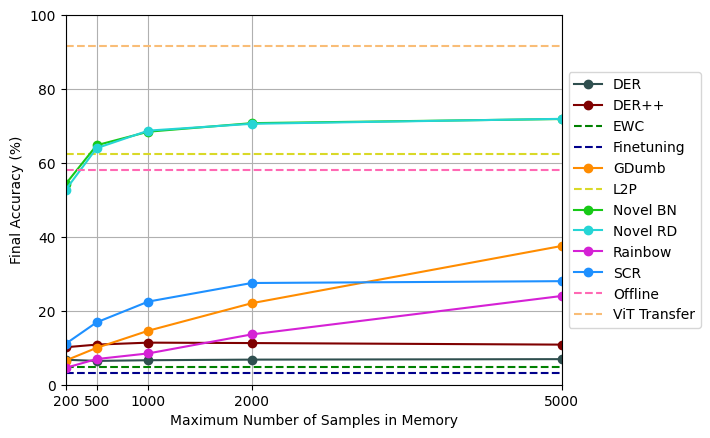 100
80
60
40
20
0
Final Accuracy (%)
200 500 1000 2000 5000
Maximum Number of Samples in Memory
DER
DER++
EWC
Finetuning
GDumb
L2P
Novel BN
Novel RD
Rainbow
SCR
Offline
ViT Transfer